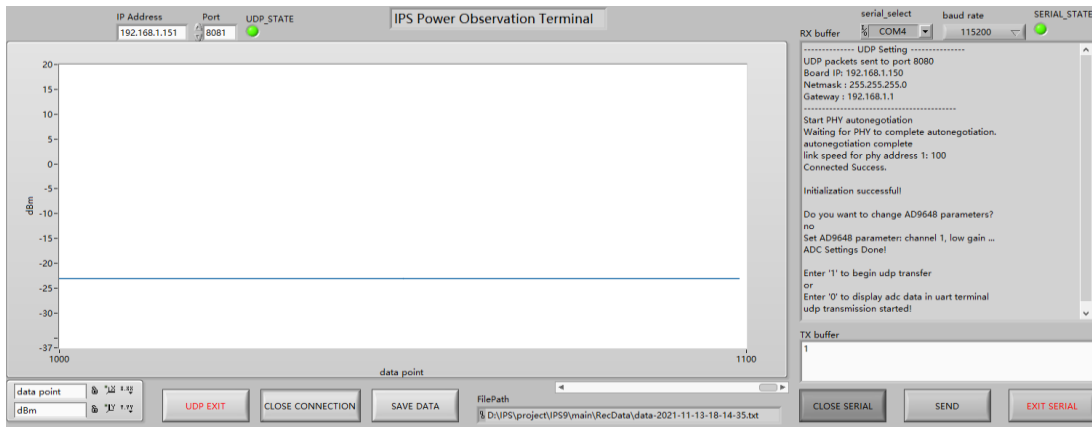 IPS Power Observation Terminal
IP Address Port UDP_STATE
192.168.1.151 8081
serial_select baud rate SERIAL_STATE
RX buffer COM4 115200
20
15
10
5
0
-5
-10
-15
-20
-25
-30
-37
dBm
1000 1100
data point
------------- UDP Setting --------------
UDP packets sent to port 8080
Board IP: 192.168.1.150
Netmask : 255.255.255.0
Gateway : 192.168.1.1
---------------------------------------
Start PHY autonegotiation
Waiting for PHY to complete autonegotiation.
autonegotiation complete
link speed for phy address 1: 100
Connected Success.
Initialization successful!
Do you want to change AD9648 parameters?
no
Set AD9648 parameter: channel 1, low gain ...
ADC Settings Done!
Enter '1' to begin udp transfer
or
Enter '0' to display adc data in uart terminal
udp transmission started!
TX buffer
1
data point
dBm
UDP EXIT CLOSE CONNECTION SAVE DATA
FilePath
D:\IPS\project\IPS9\main\RecData\data-2021-11-13-18-14-35.txt
CLOSE SERIAL SEND EXIT SERIAL